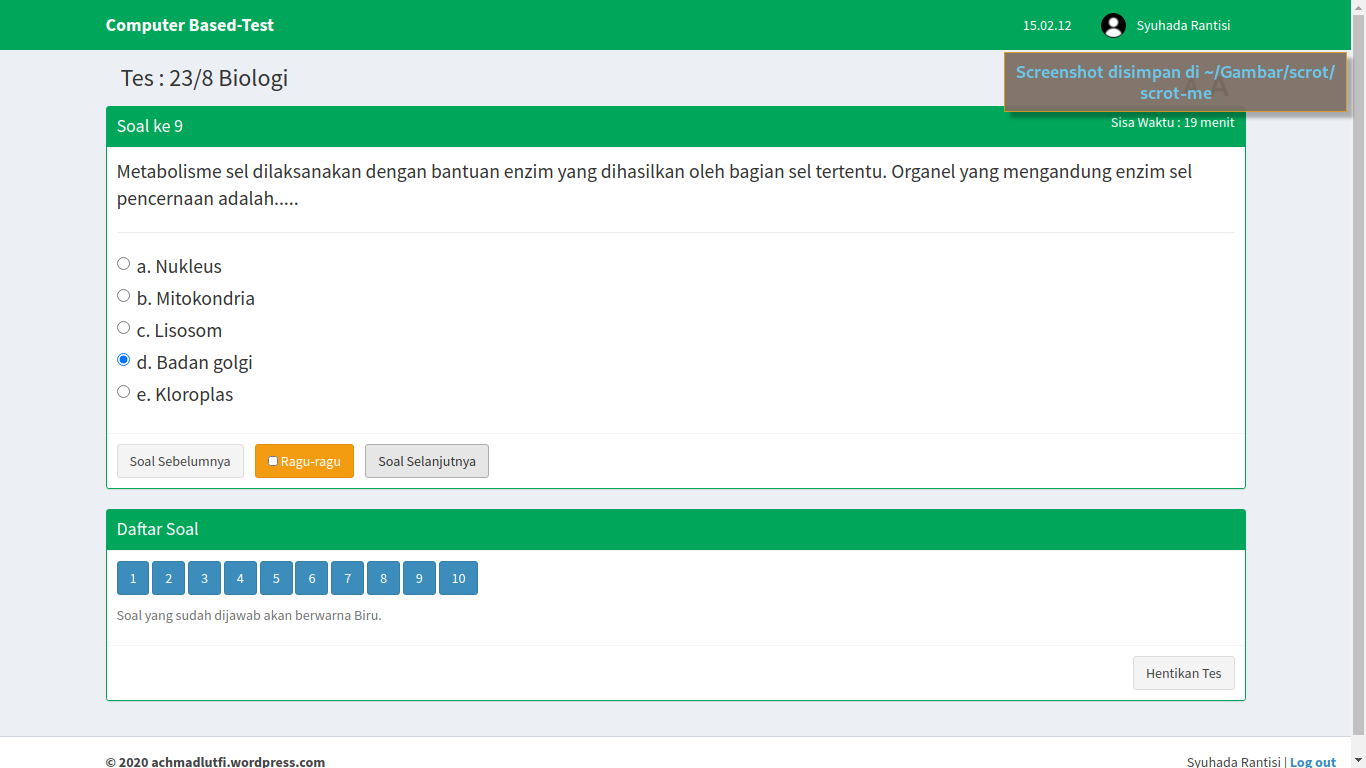 Computer Based-Test
15.02.12
Syuhada Rantisi
Tes : 23/8 Biologi
Screenshot disimpan di ~/Gambar/scrot/
scrot-me
A
Soal ke 9
Sisa Waktu : 19 menit
Metabolisme sel dilaksanakan dengan bantuan enzim yang dihasilkan oleh bagian sel tertentu. Organel yang mengandung enzim sel
pencernaan adalah.....
a. Nukleus
b. Mitokondria
c. Lisosom
d. Badan golgi
e. Kloroplas
Soal Sebelumnya
Ragu-ragu
Soal Selanjutnya
Daftar Soal
1 2 3 4 5 6 7 8 9 10
Soal yang sudah dijawab akan berwarna Biru.
Hentikan Tes
© 2020 achmadlutfi.wordpress.com
Syuhada Rantisi | Log out